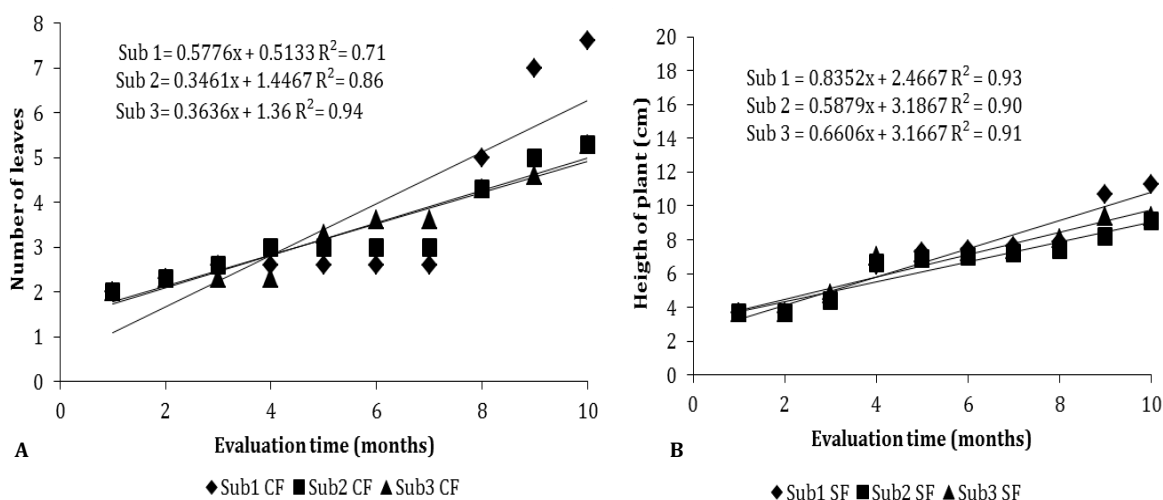 8
7
6
5
4
3
2
1
0
Number of leaves
Sub 1= 0.5776x + 0.5133 R² = 0.71
Sub 2= 0.3461x + 1.4467 R² = 0.86
Sub 3= 0.3636x + 1.36 R² = 0.94
0 2 4 6 8 10
Evaluation time (months)
A
Sub1 CF Sub2 CF Sub3 CF
20
18
16
14
12
10
8
6
4
2
0
Heigth of plant (cm)
Sub 1 = 0.8352x + 2.4667 R² = 0.93
Sub 2 = 0.5879x + 3.1867 R² = 0.90
Sub 3 = 0.6606x + 3.1667 R² = 0.91
0 2 4 6 8 10
Evaluation time (months)
B
Sub1 SF Sub2 SF Sub3 SF